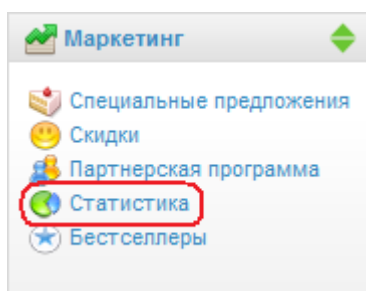 Маркетинг
Специальные предложения
Скидки
Партнерская программа
Статистика
Бестселлеры